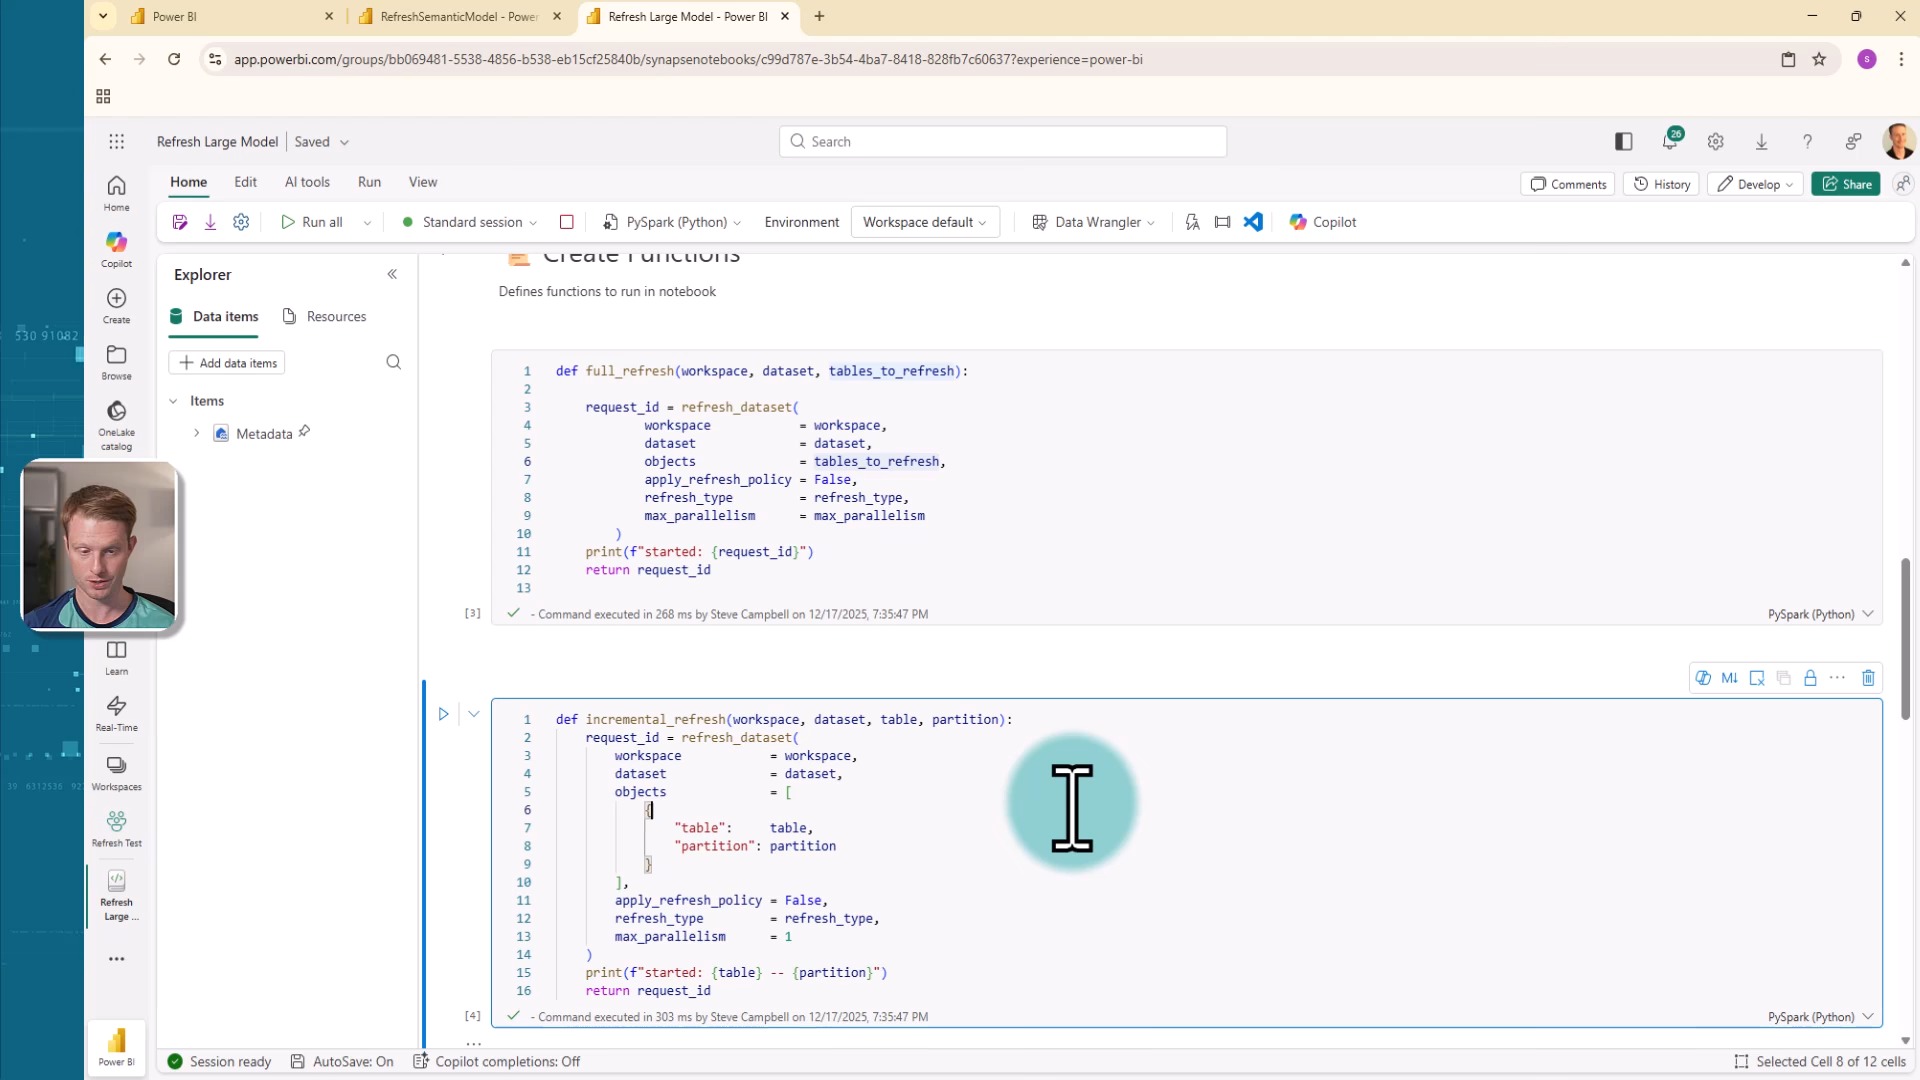 Power BI
RefreshSemanticModel - Power
Refresh Large Model - Power BI
app.powerbi.com/groups/bb069481-5538-4856-b538-eb15cf25840b/synapsenotebooks/c99d787e-3b54-4ba7-8418-828fb7c60637?experience=power-bi
S
Refresh Large Model
Saved
Search
26
Home
Edit
AI tools
Run
View
Comments
History
Develop
Share
Run all
Standard session
PySpark (Python)
Environment
Workspace default
Data Wrangler
Copilot
Home
Copilot
Create
Browse
OneLake
catalog
Learn
Real-Time
Workspaces
Refresh Test
Refresh
Large ...
Power BI
530 91082
39 6312536 92
Explorer
Data items
Resources
Add data items
Items
Metadata
Create Functions
Defines functions to run in notebook
1 def full_refresh(workspace, dataset, tables_to_refresh):
2
3 request_id = refresh_dataset(
4 workspace = workspace,
5 dataset = dataset,
6 objects = tables_to_refresh,
7 apply_refresh_policy = False,
8 refresh_type = refresh_type,
9 max_parallelism = max_parallelism
10 )
11 print(f"started: {request_id}")
12 return request_id
13
[3] - Command executed in 268 ms by Steve Campbell on 12/17/2025, 7:35:47 PM
PySpark (Python)
M↓
1 def incremental_refresh(workspace, dataset, table, partition):
2 request_id = refresh_dataset(
3 workspace = workspace,
4 dataset = dataset,
5 objects = [
6 {
7 "table": table,
8 "partition": partition
9 }
10 ],
11 apply_refresh_policy = False,
12 refresh_type = refresh_type,
13 max_parallelism = 1
14 )
15 print(f"started: {table} -- {partition}")
16 return request_id
[4] - Command executed in 303 ms by Steve Campbell on 12/17/2025, 7:35:47 PM
PySpark (Python)
Session ready
AutoSave: On
Copilot completions: Off
Selected Cell 8 of 12 cells